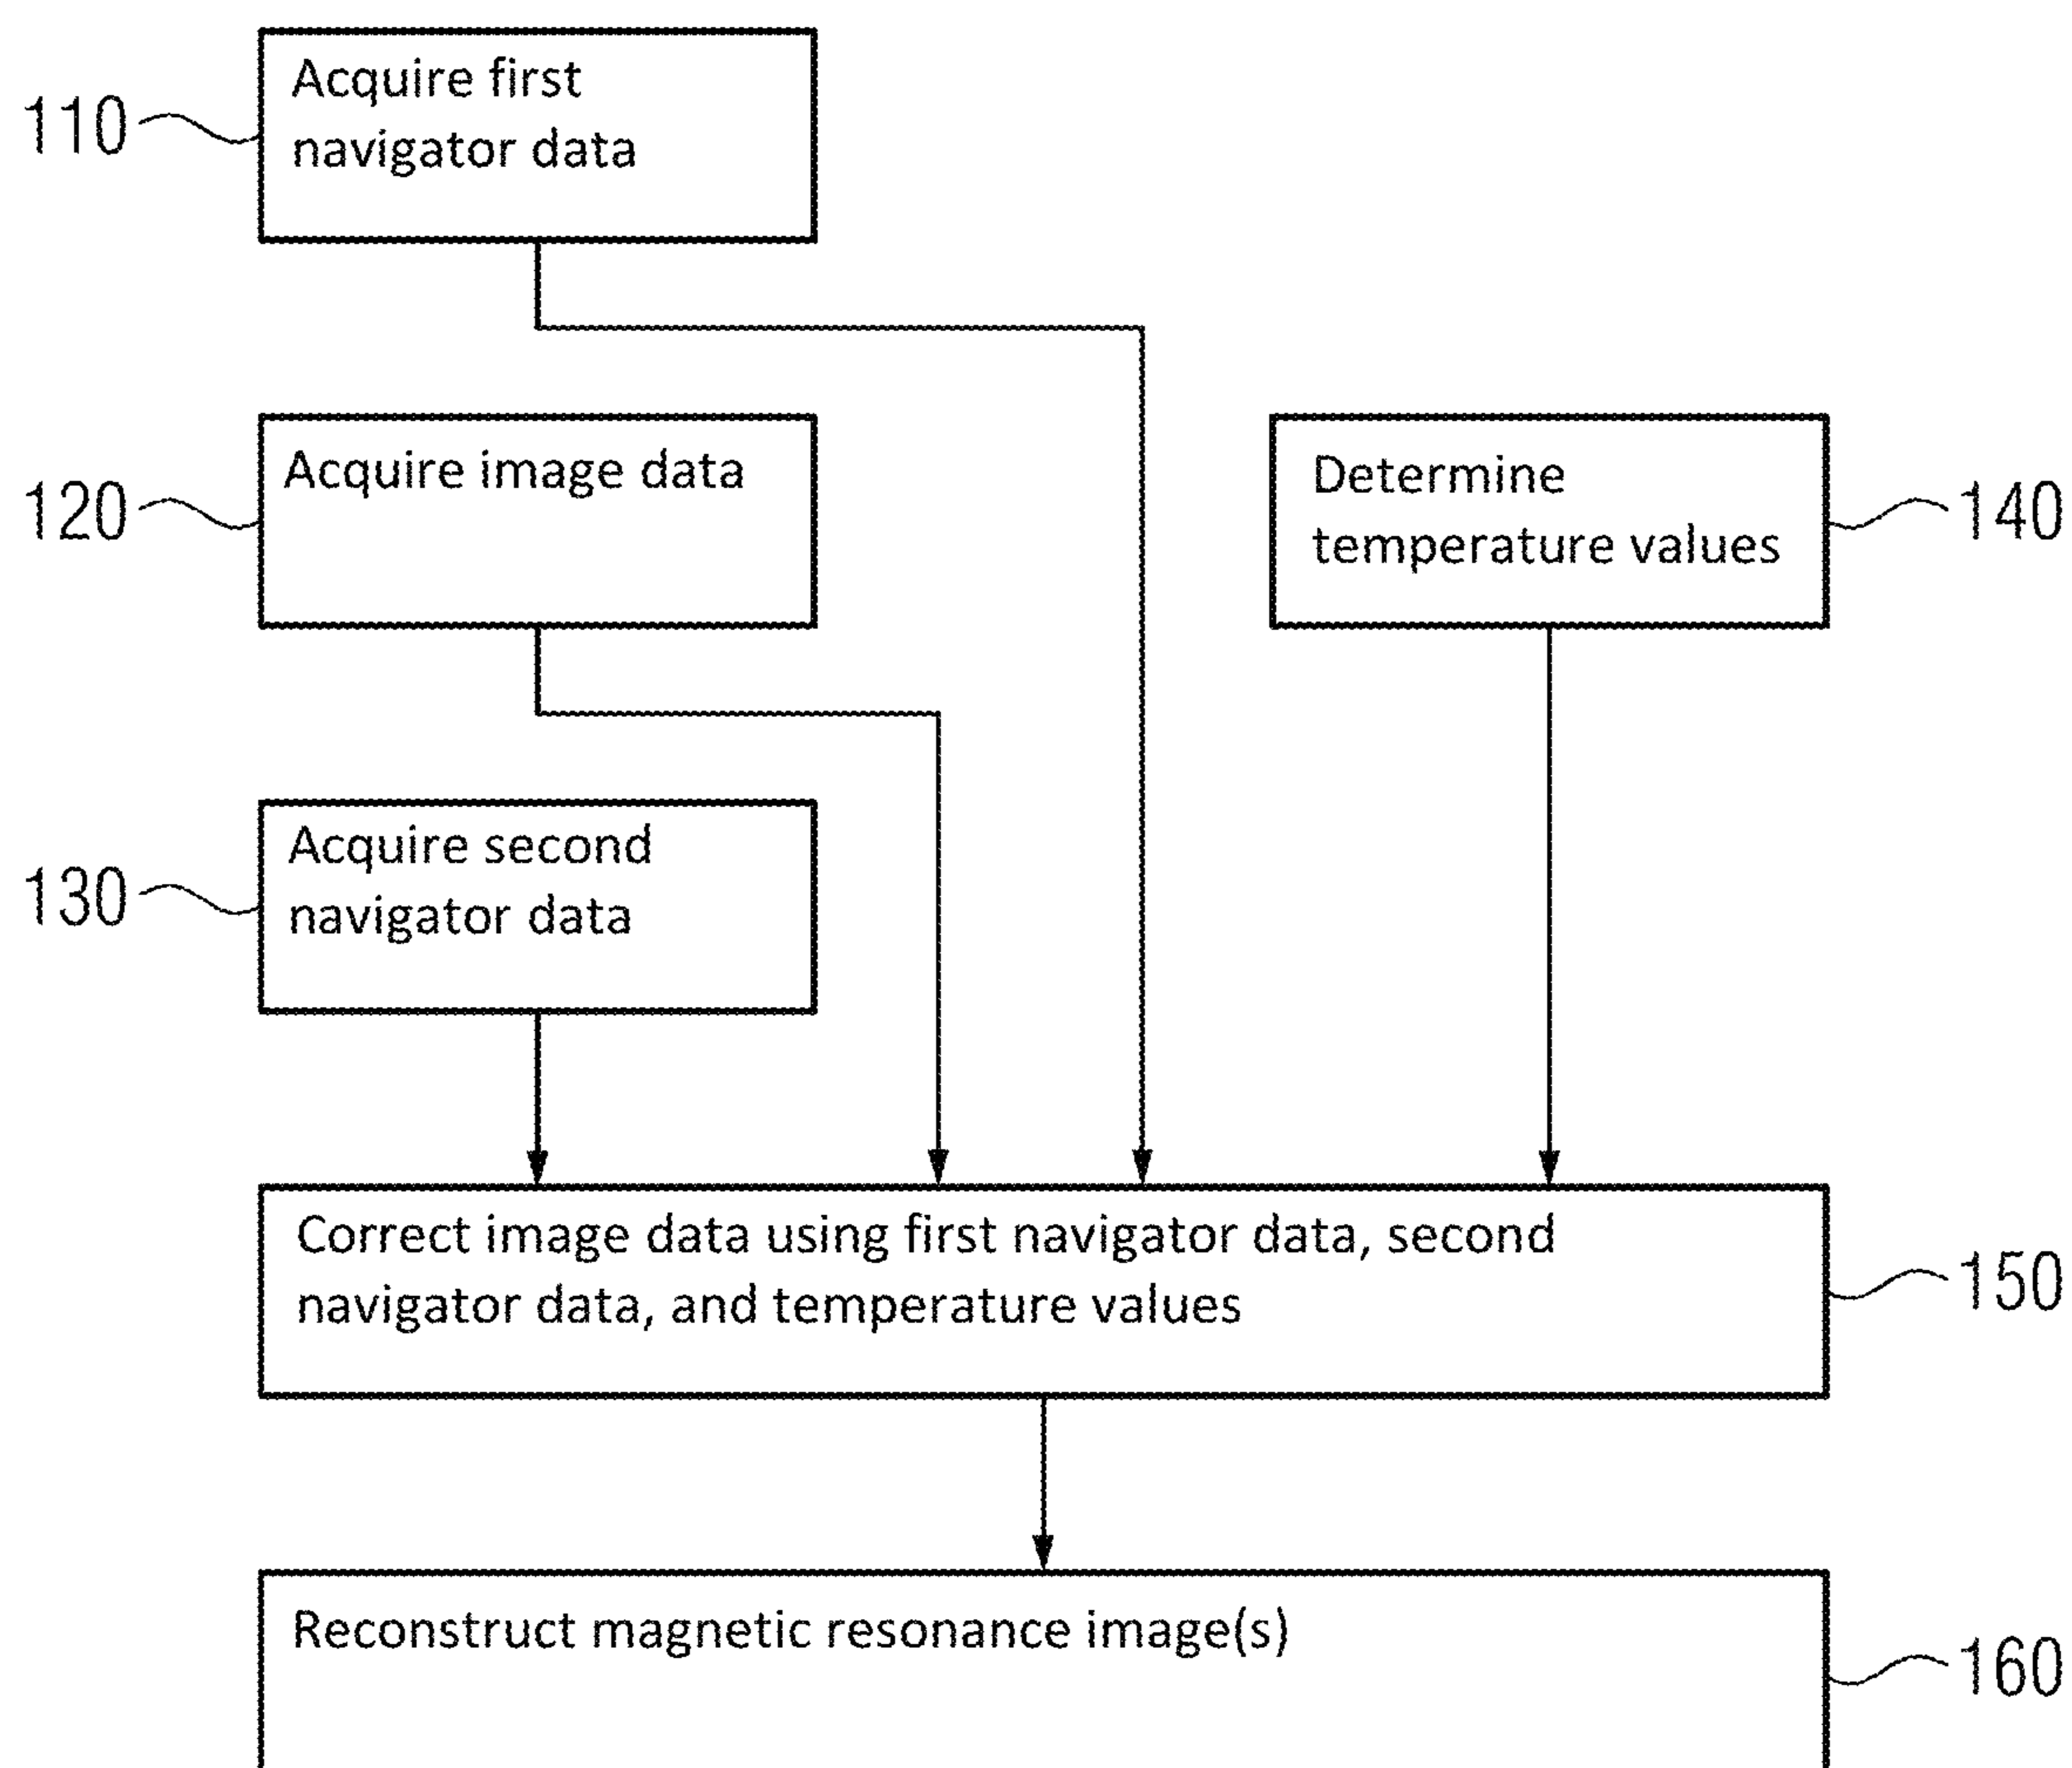 110
Acquire first
navigator data
120
Acquire image data
Determine
temperature values
140
130
Acquire second
navigator data
Correct image data using first navigator data, second
navigator data, and temperature values
150
Reconstruct magnetic resonance image(s)
160